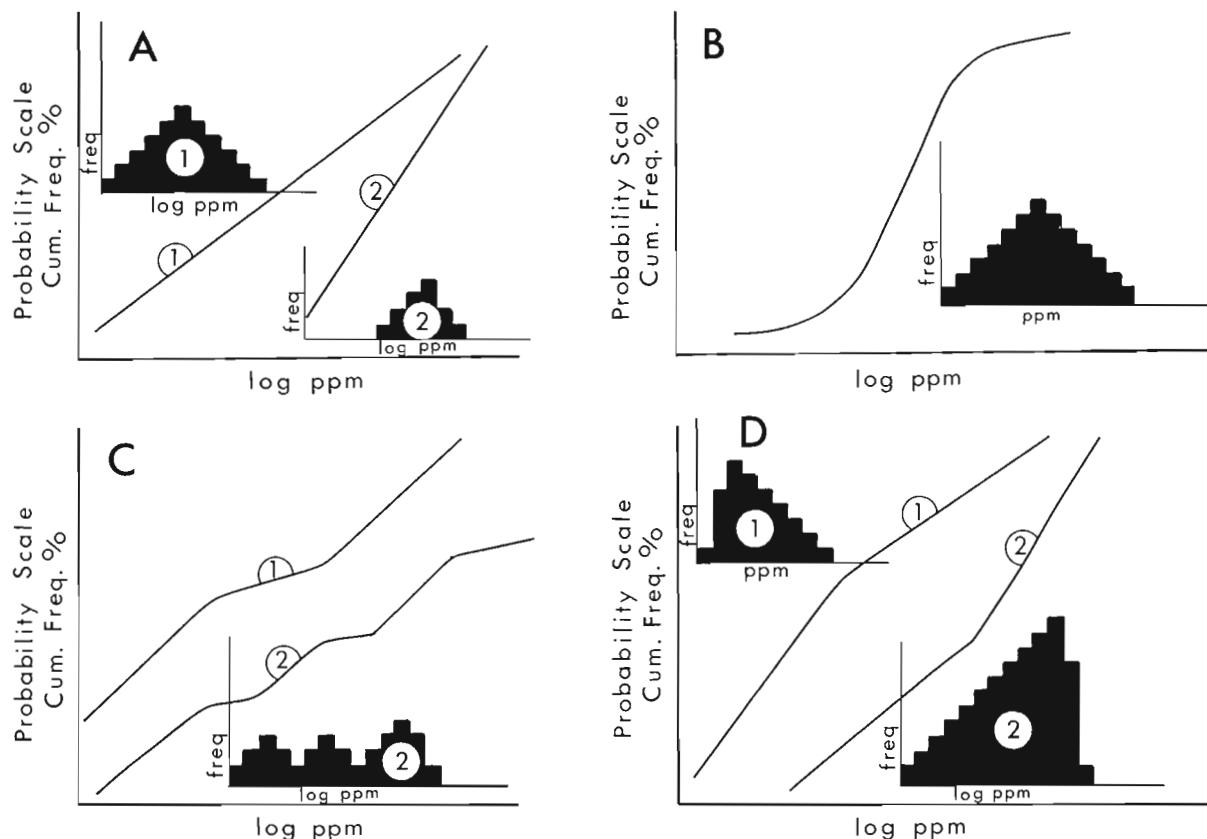 A
Probability Scale
Cum. Freq. %
freq
1
log ppm
1
2
freq
2
log ppm
log ppm
B
Probability Scale
Cum. Freq. %
freq
ppm
log ppm
C
Probability Scale
Cum. Freq. %
1
2
freq
2
log ppm
log ppm
D
Probability Scale
Cum. Freq. %
freq
1
ppm
1
2
freq
2
log ppm
log ppm